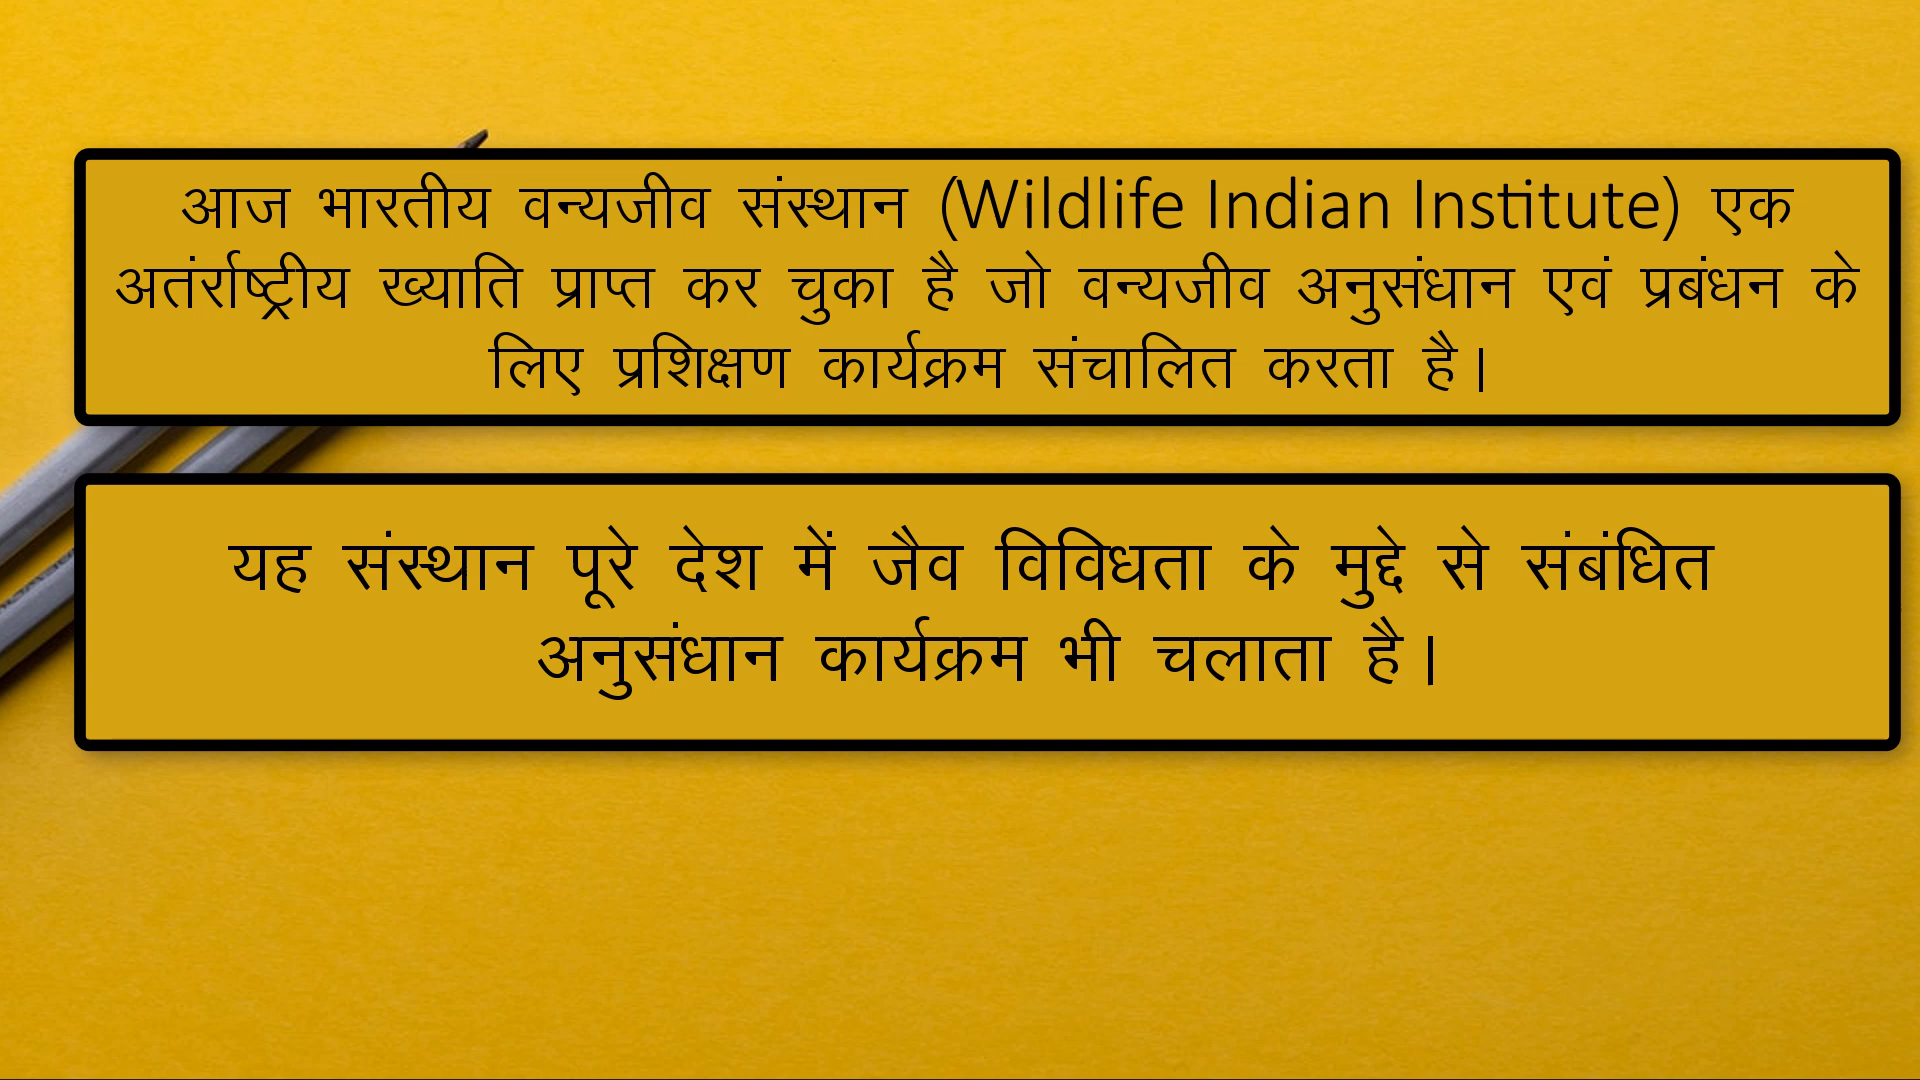 आज भारतीय वन्यजीव संस्थान (Wildlife Indian Institute) एक
अतंर्राष्ट्रीय ख्याति प्राप्त कर चुका है जो वन्यजीव अनुसंधान एवं प्रबंधन के
लिए प्रशिक्षण कार्यक्रम संचालित करता है।
यह संस्थान पूरे देश में जैव विविधता के मुद्दे से संबंधित
अनुसंधान कार्यक्रम भी चलाता है।